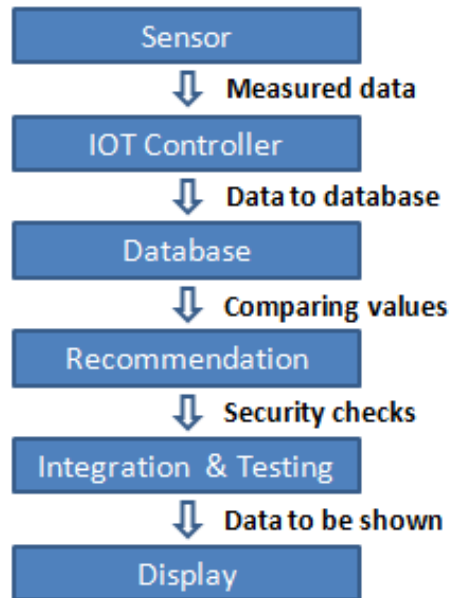 Sensor
Measured data
IOT Controller
Data to database
Database
Comparing values
Recommendation
Security checks
Integration & Testing
Data to be shown
Display